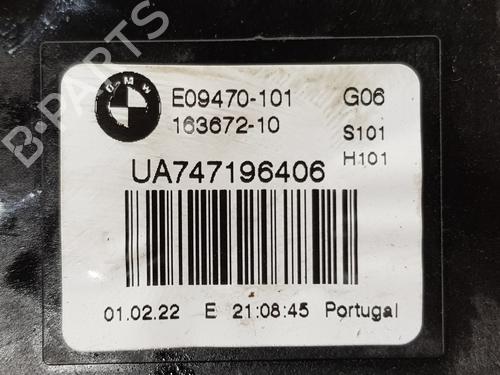 B-PARTS
BMW
E09470-101 G06
163672-10 S101
H101
UA747196406
01.02.22 E 21:08:45 Portugal